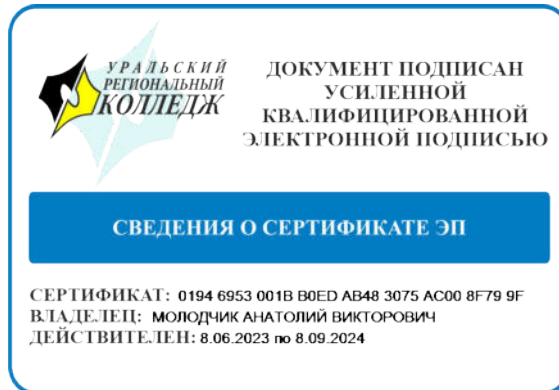 УРАЛЬСКИЙ
РЕГИОНАЛЬНЫЙ
КОЛЛЕДЖ
ДОКУМЕНТ ПОДПИСАН
УСИЛЕННОЙ
КВАЛИФИЦИРОВАННОЙ
ЭЛЕКТРОННОЙ ПОДПИСЬЮ
СВЕДЕНИЯ О СЕРТИФИКАТЕ ЭП
СЕРТИФИКАТ: 0194 6953 001B B0ED AB48 3075 AC00 8F79 9F
ВЛАДЕЛЕЦ: МОЛОДЧИК АНАТОЛИЙ ВИКТОРОВИЧ
ДЕЙСТВИТЕЛЕН: 8.06.2023 по 8.09.2024